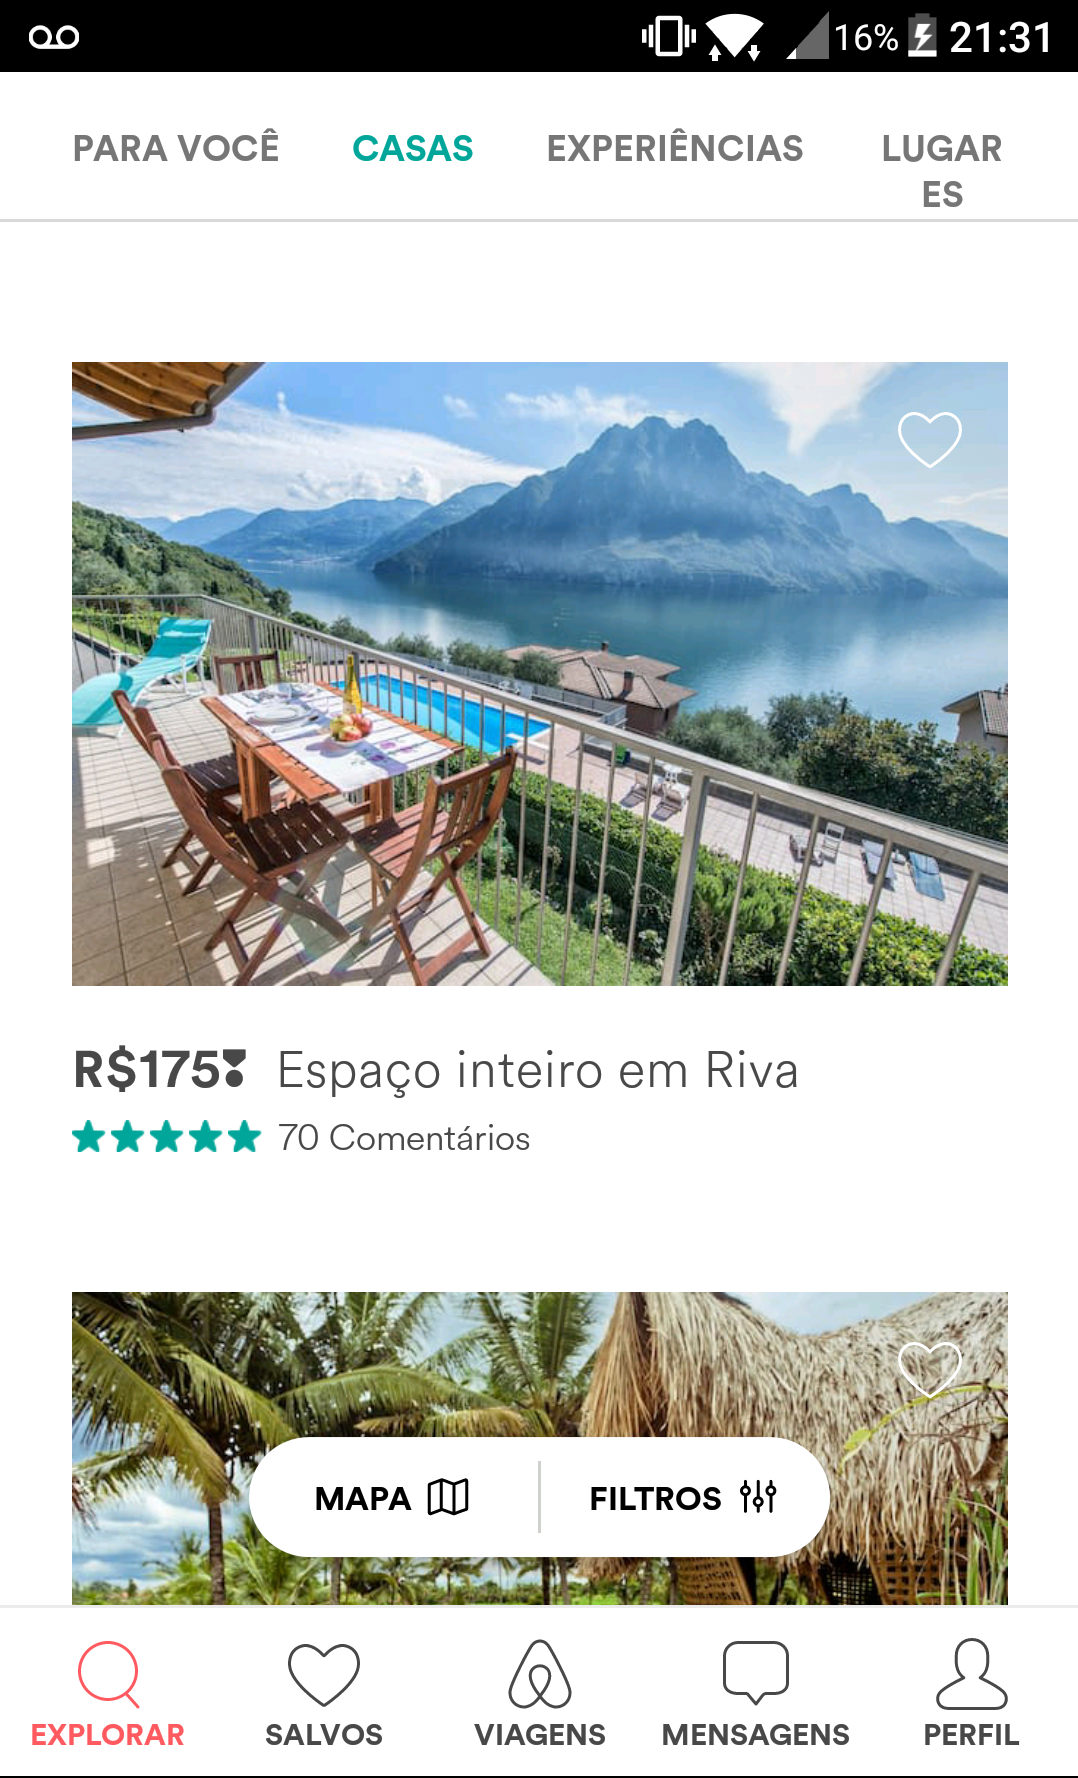 16% 21:31
PARA VOCÊ CASAS EXPERIÊNCIAS LUGAR
ES
R$175 Espaço inteiro em Riva
70 Comentários
MAPA FILTROS
EXPLORAR SALVOS VIAGENS MENSAGENS PERFIL